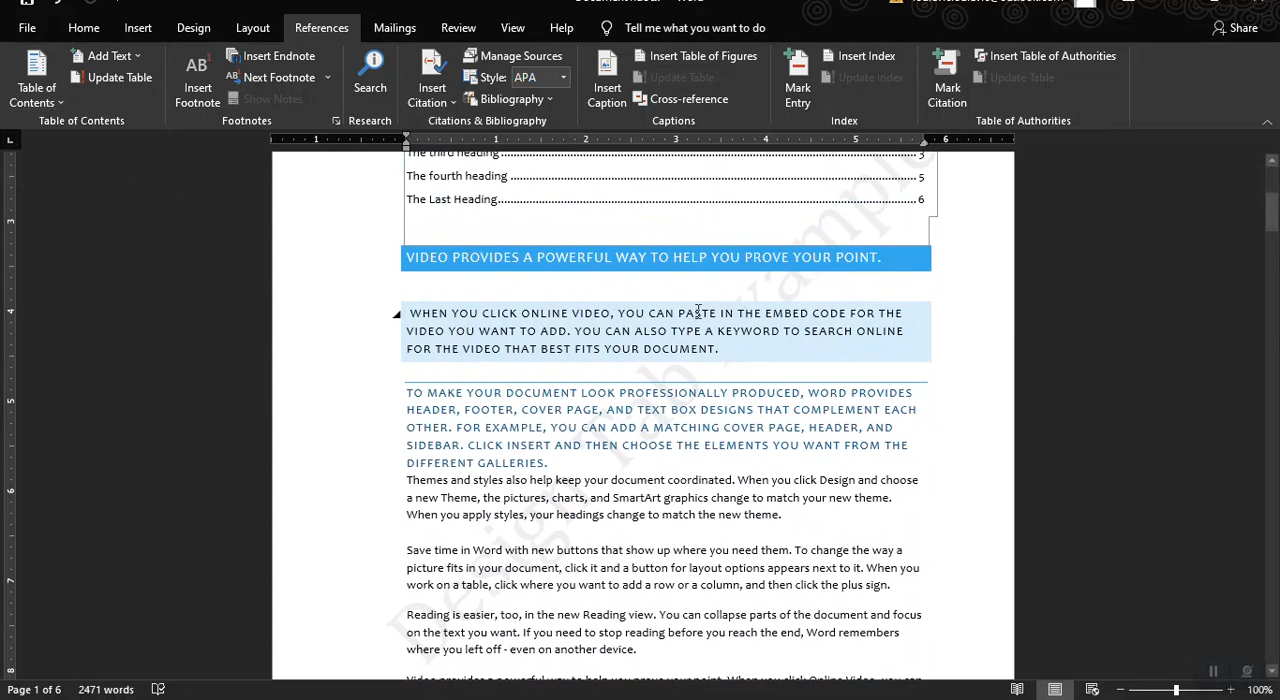 File Home Insert Design Layout References Mailings Review View Help Tell me what you want to do Share
Table of Contents
Add Text
Update Table
Table of Contents
AB
Insert Footnote
Insert Endnote
Next Footnote
Show Notes
Footnotes
Search
Research
Insert Citation
Manage Sources
Style: APA
Bibliography
Citations & Bibliography
Insert Caption
Insert Table of Figures
Update Table
Cross-reference
Captions
Mark Entry
Insert Index
Update Index
Index
Mark Citation
Insert Table of Authorities
Update Table
Table of Authorities
The third heading 3
The fourth heading 5
The Last Heading 6
VIDEO PROVIDES A POWERFUL WAY TO HELP YOU PROVE YOUR POINT.
WHEN YOU CLICK ONLINE VIDEO, YOU CAN PASTE IN THE EMBED CODE FOR THE
VIDEO YOU WANT TO ADD. YOU CAN ALSO TYPE A KEYWORD TO SEARCH ONLINE
FOR THE VIDEO THAT BEST FITS YOUR DOCUMENT.
TO MAKE YOUR DOCUMENT LOOK PROFESSIONALLY PRODUCED, WORD PROVIDES
HEADER, FOOTER, COVER PAGE, AND TEXT BOX DESIGNS THAT COMPLEMENT EACH
OTHER. FOR EXAMPLE, YOU CAN ADD A MATCHING COVER PAGE, HEADER, AND
SIDEBAR. CLICK INSERT AND THEN CHOOSE THE ELEMENTS YOU WANT FROM THE
DIFFERENT GALLERIES.
Themes and styles also help keep your document coordinated. When you click Design and choose
a new Theme, the pictures, charts, and SmartArt graphics change to match your new theme.
When you apply styles, your headings change to match the new theme.
Save time in Word with new buttons that show up where you need them. To change the way a
picture fits in your document, click it and a button for layout options appears next to it. When you
work on a table, click where you want to add a row or a column, and then click the plus sign.
Reading is easier, too, in the new Reading view. You can collapse parts of the document and focus
on the text you want. If you need to stop reading before you reach the end, Word remembers
where you left off - even on another device.
Design Tab Example
Page 1 of 6 2471 words 100%